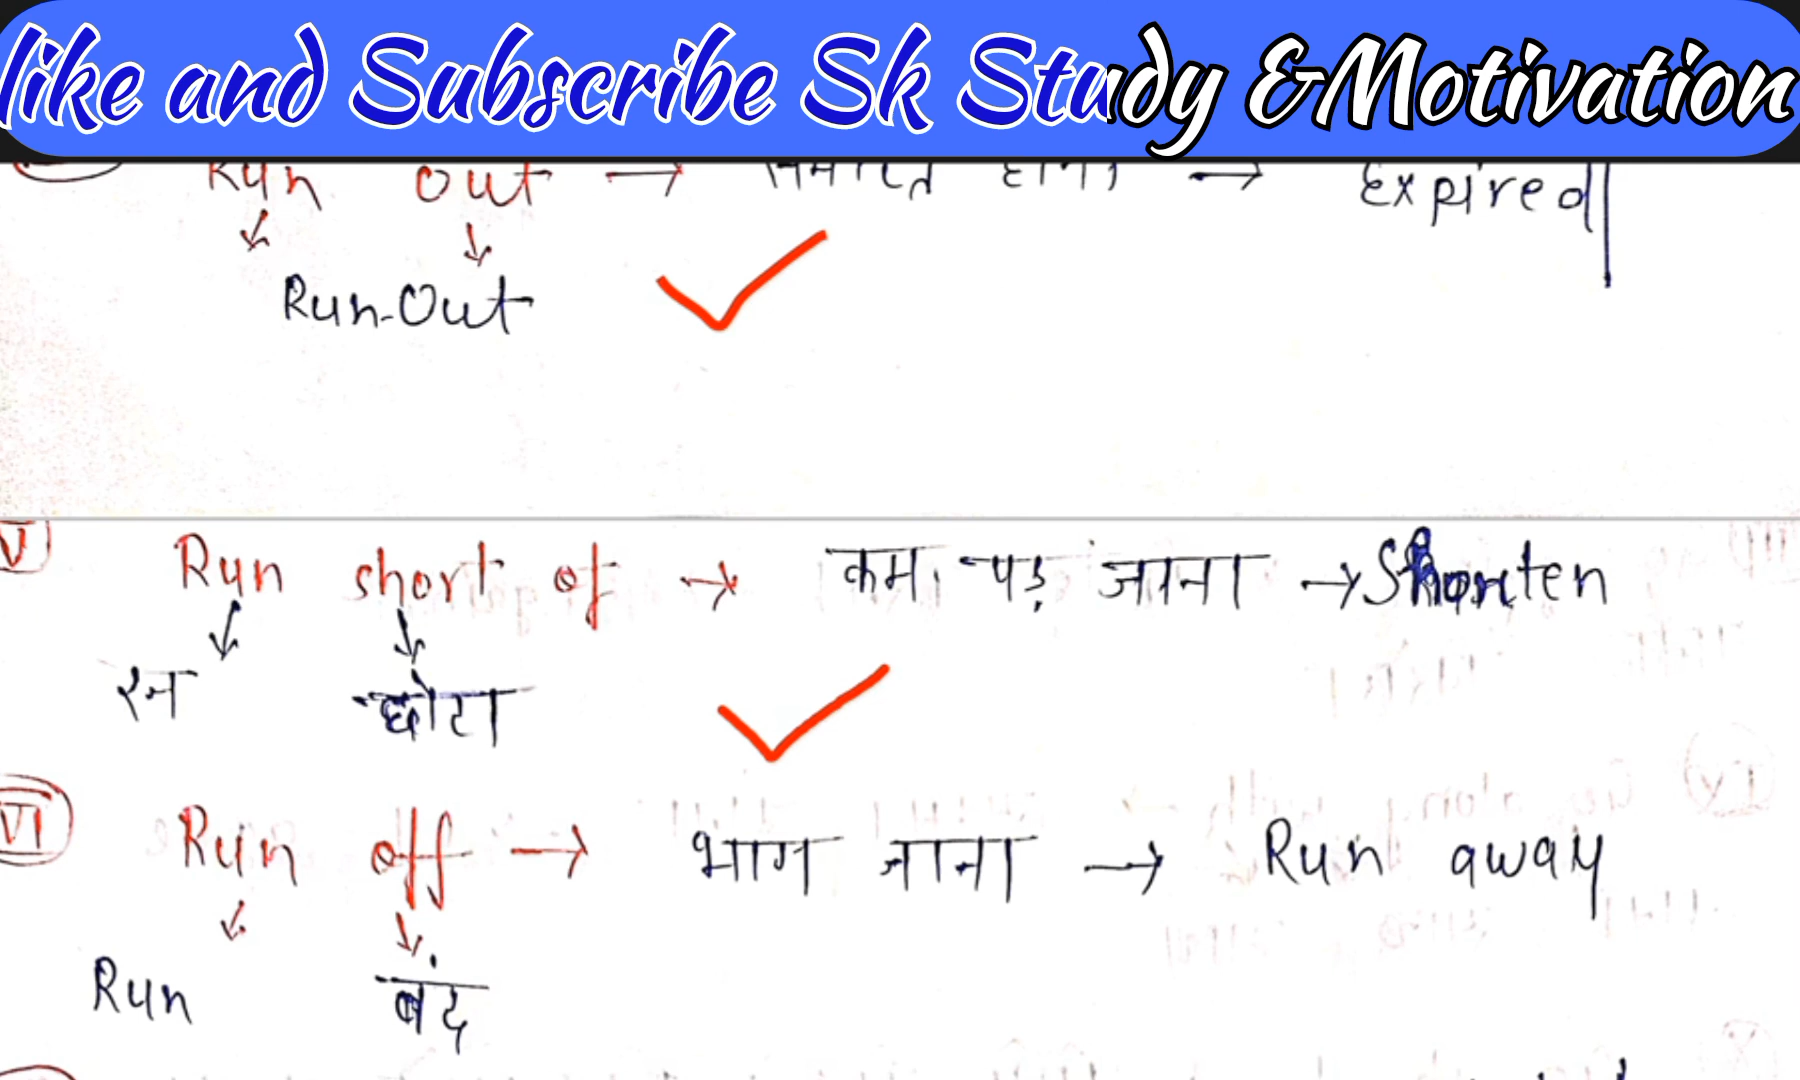 like and Subscribe Sk Study &Motivation
Run out → समाप्त होना → Expired
Run-Out
V Run short of → कम पड़ जाना → Shorten
रन छोटा
VI Run off → भाग जाना → Run away
Run बंद